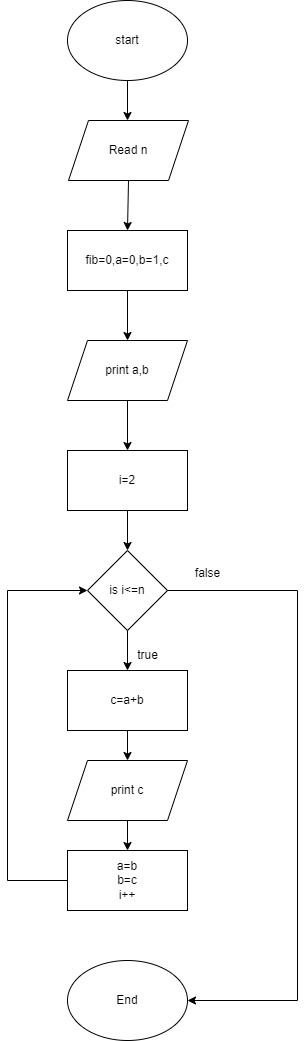 start
Read n
fib=0,a=0,b=1,c
print a,b
i=2
is i<=n
false
true
c=a+b
print c
a=b
b=c
i++
End